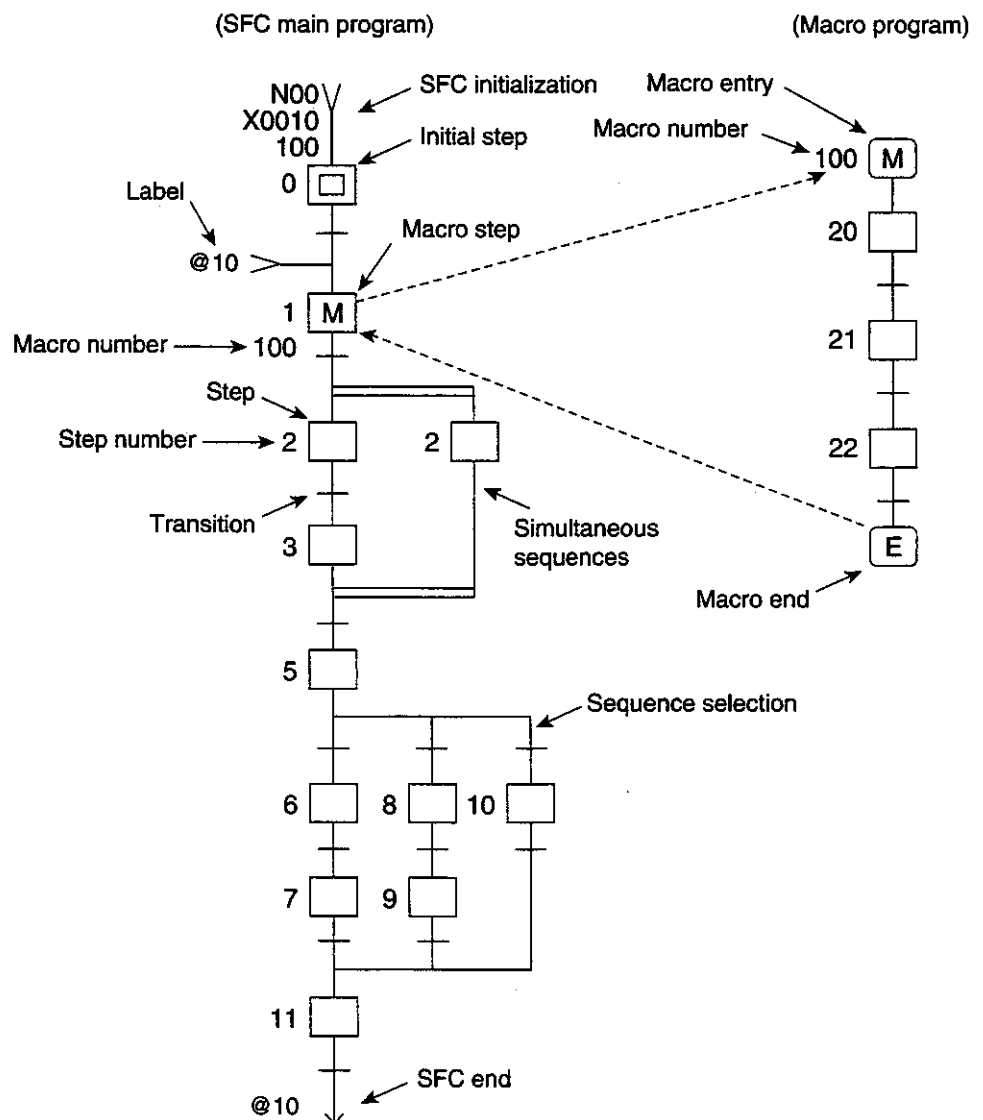 (SFC main program)
(Macro program)
N00
X0010
100
SFC initialization
Initial step
0
Label
@10
Macro step
1
M
Macro number
100
Step
Step number
2
2
Transition
3
Simultaneous
sequences
5
Sequence selection
6
8
10
7
9
11
SFC end
@10
Macro entry
Macro number
100
M
20
21
22
E
Macro end